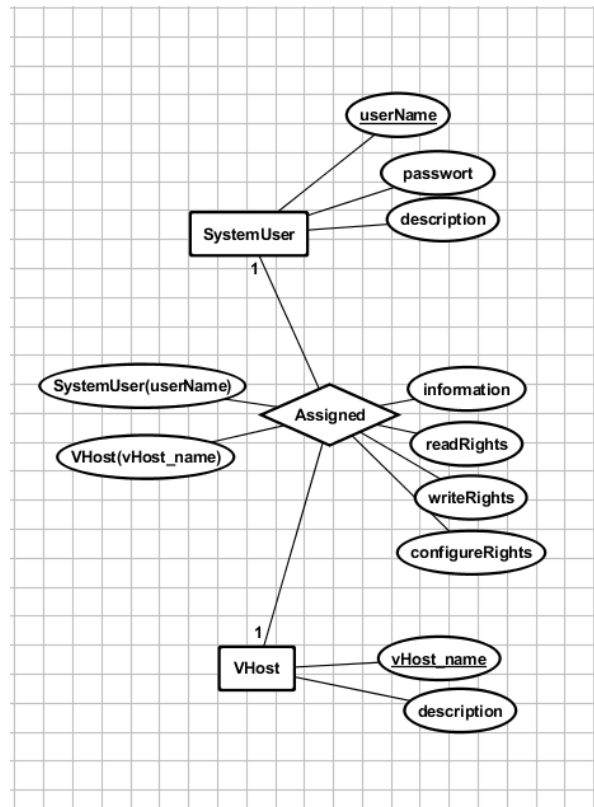 userName
passwort
description
SystemUser
1
SystemUser(userName)
information
Assigned
readRights
VHost(vHost_name)
writeRights
configureRights
1
vHost_name
VHost
description